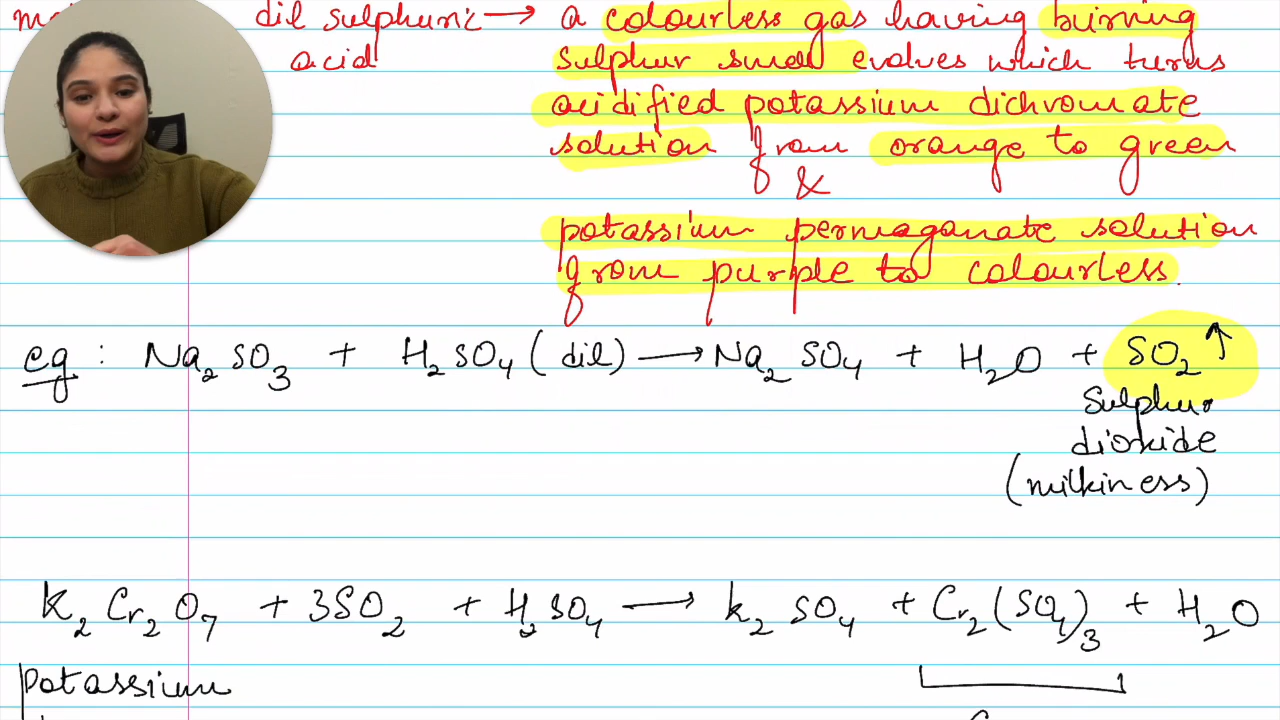 dil sulphuric → a colourless gas having burning
acid sulphur smell evolves which turns
acidified potassium dichromate
solution from orange to green
&
potassium permaganate solution
from purple to colourless.
eg : Na₂SO₃ + H₂SO₄ (dil) → Na₂SO₄ + H₂O + SO₂ ↑
Sulphur
dioxide
(milkiness)
K₂Cr₂O₇ + 3SO₂ + H₂SO₄ → K₂SO₄ + Cr₂(SO₄)₃ + H₂O
potassium